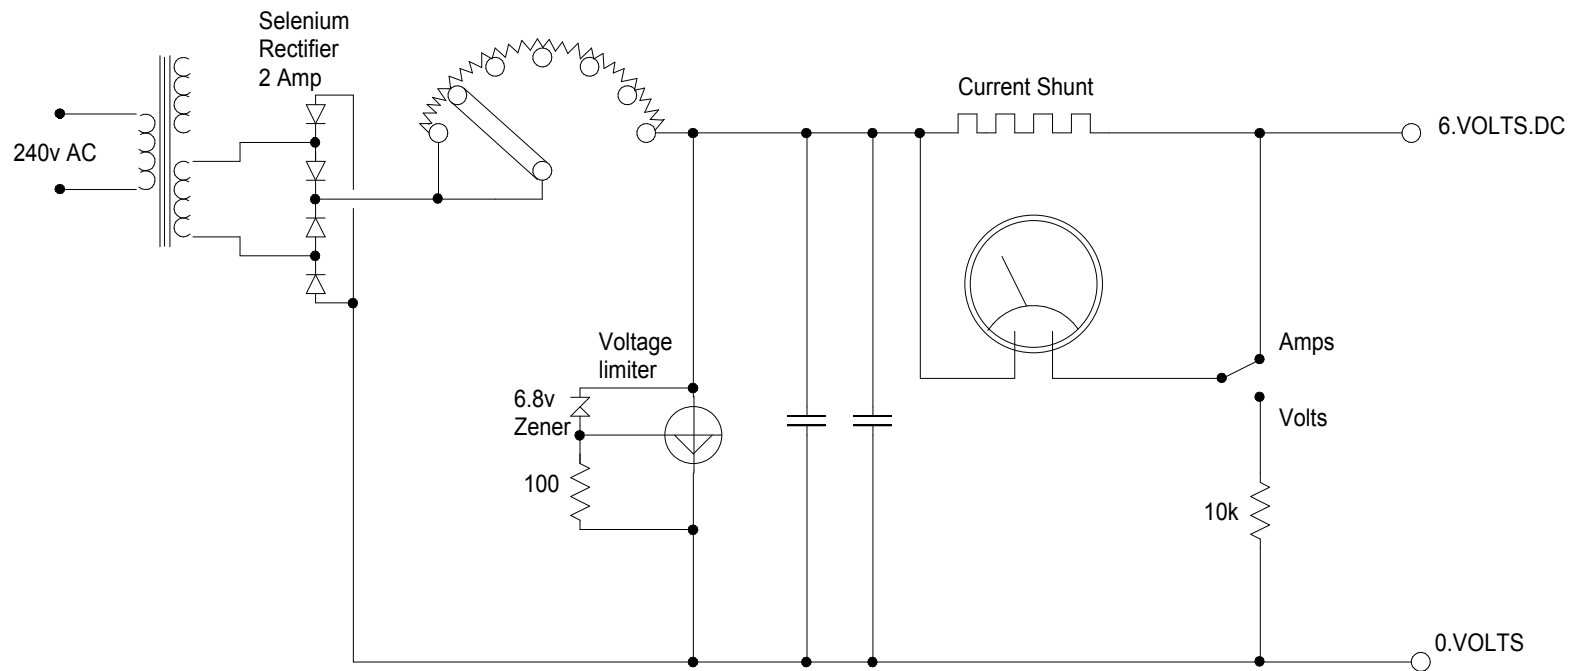 Selenium
Rectifier
2 Amp
240v AC
Current Shunt
6.VOLTS.DC
Voltage
limiter
6.8v
Zener
100
Amps
Volts
10k
0.VOLTS